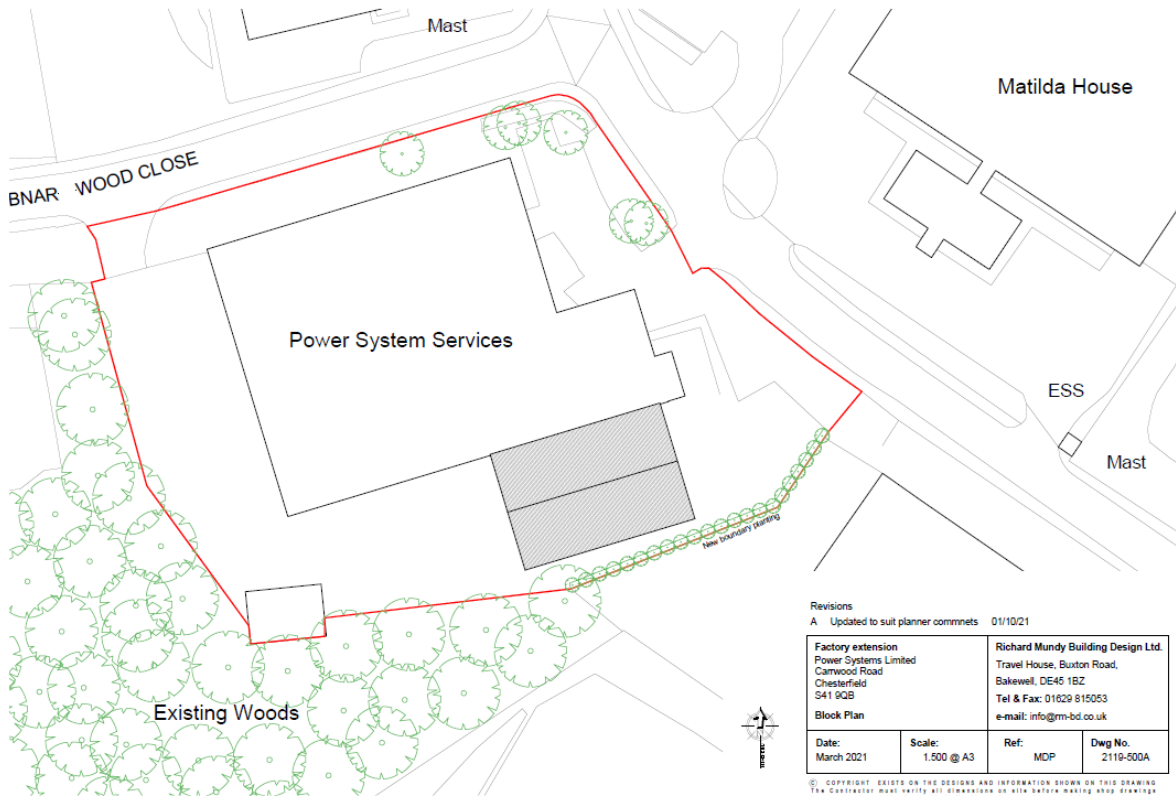 Mast
Matilda House
BNAR WOOD CLOSE
Power System Services
ESS
Mast
New boundary planting
Existing Woods
Revisions
A Updated to suit planner commnets 01/10/21
Factory extension
Power Systems Limited
Carrwood Road
Chesterfield
S41 9QB
Block Plan
Richard Mundy Building Design Ltd.
Travel House, Buxton Road,
Bakewell, DE45 1BZ
Tel & Fax: 01629 815053
e-mail: info@rm-bd.co.uk
Date:
March 2021
Scale:
1.500 @ A3
Ref:
MDP
Dwg No.
2119-500A
© COPYRIGHT EXISTS ON THE DESIGNS AND INFORMATION SHOWN ON THIS DRAWING
The Contractor must verify all dimensions on site before making shop drawings